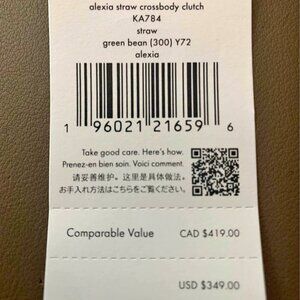 alexia straw crossbody clutch
KA784
straw
green bean (300) Y72
alexia
1 96021 21659 6
Take good care. Here's how.
Prenez-en bien soin. Voici comment.
请妥善维护。这里是具体做法。
お手入れ方法はこちらをご覧ください。
Comparable Value CAD $419.00
USD $349.00